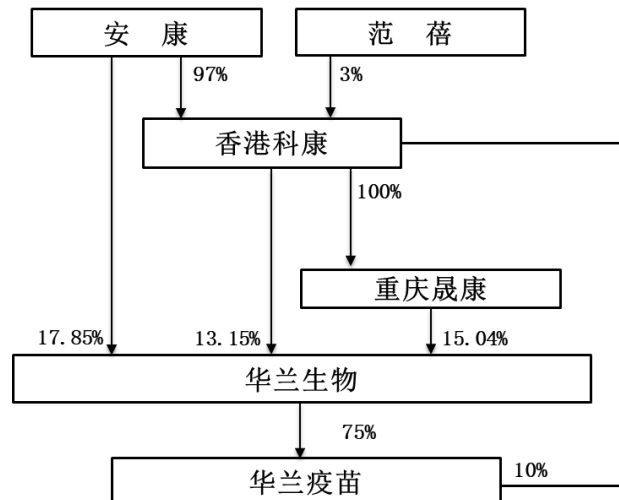 安 康
范 蓓
97%
3%
香港科康
100%
重庆晟康
17.85%
13.15%
15.04%
华兰生物
75%
华兰疫苗
10%